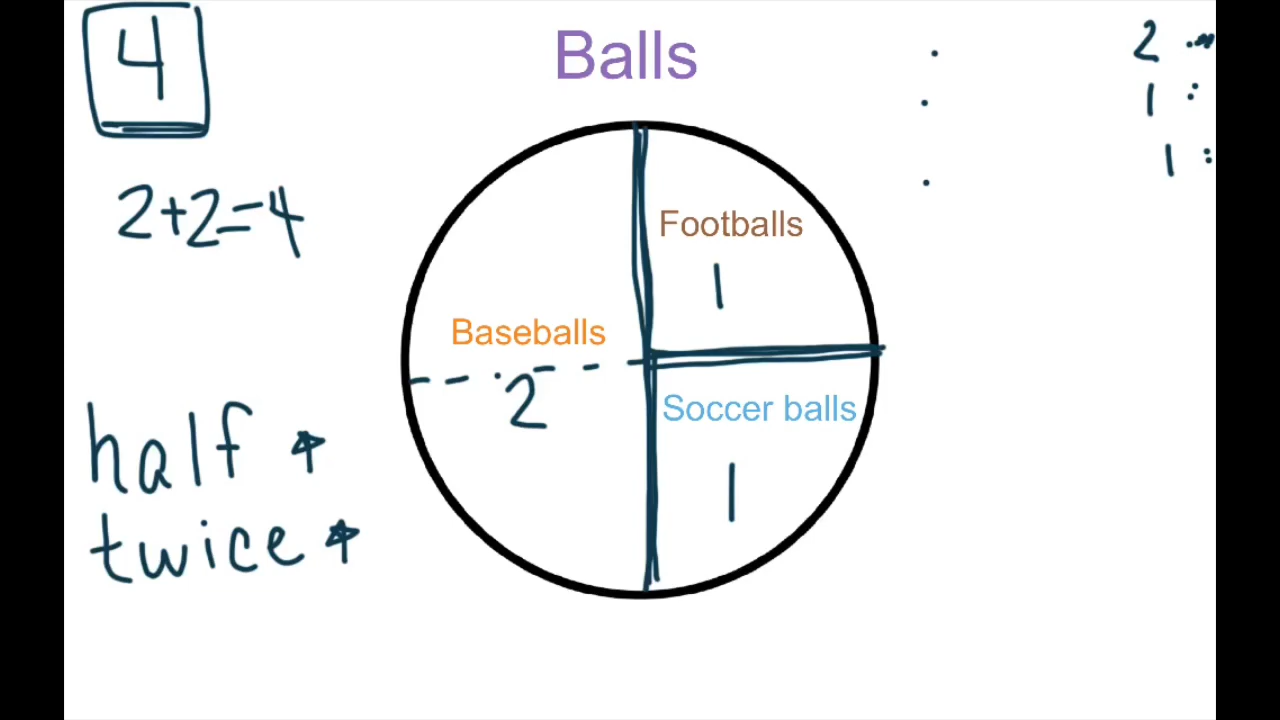 4
Balls
2
1 :
1 :
2+2=4
Footballs
1
Baseballs
2
Soccer balls
1
half
twice